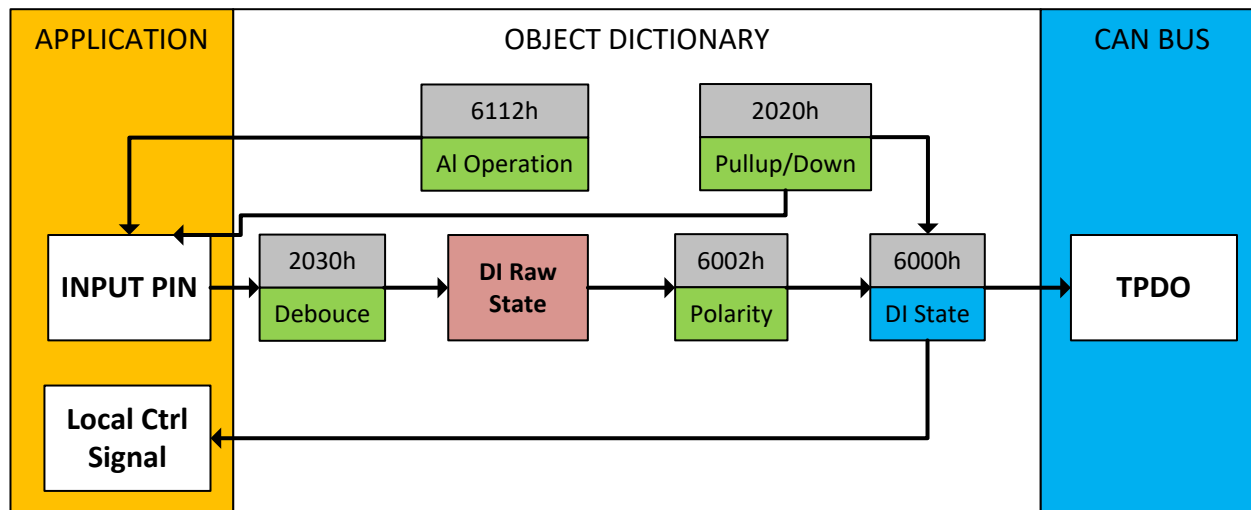 APPLICATION
OBJECT DICTIONARY
CAN BUS
6112h
AI Operation
2020h
Pullup/Down
INPUT PIN
2030h
Debouce
DI Raw
State
6002h
Polarity
6000h
DI State
TPDO
Local Ctrl
Signal